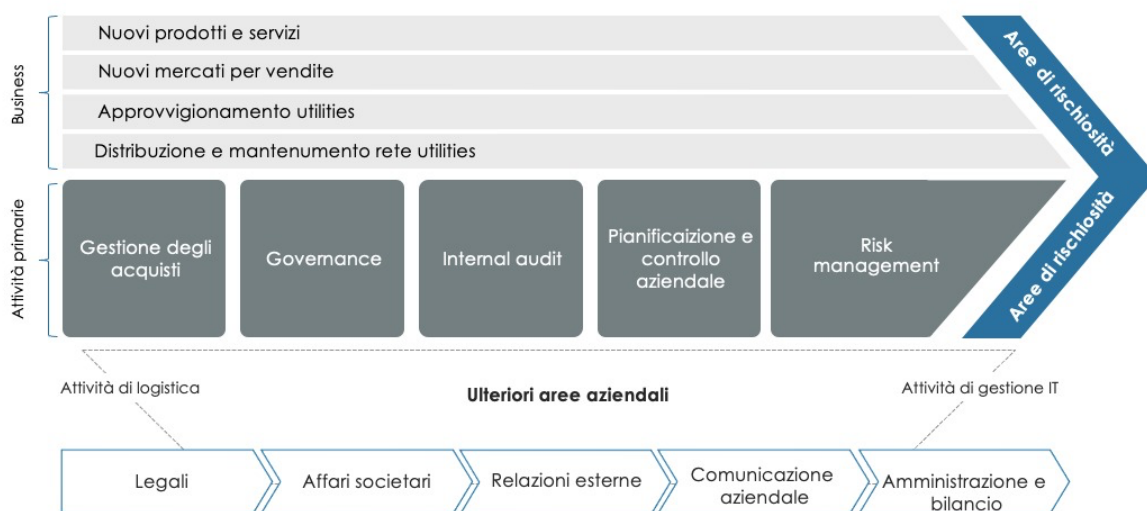 Business
Nuovi prodotti e servizi
Nuovi mercati per vendite
Approvvigionamento utilities
Distribuzione e mantenumento rete utilities
Aree di rischiosità
Attività primarie
Gestione degli
acquisti
Governance
Internal audit
Pianificaizione e
controllo
aziendale
Risk
management
Aree di rischiosità
Attività di logistica
Ulteriori aree aziendali
Attività di gestione IT
Legali
Affari societari
Relazioni esterne
Comunicazione
aziendale
Amministrazione e
bilancio